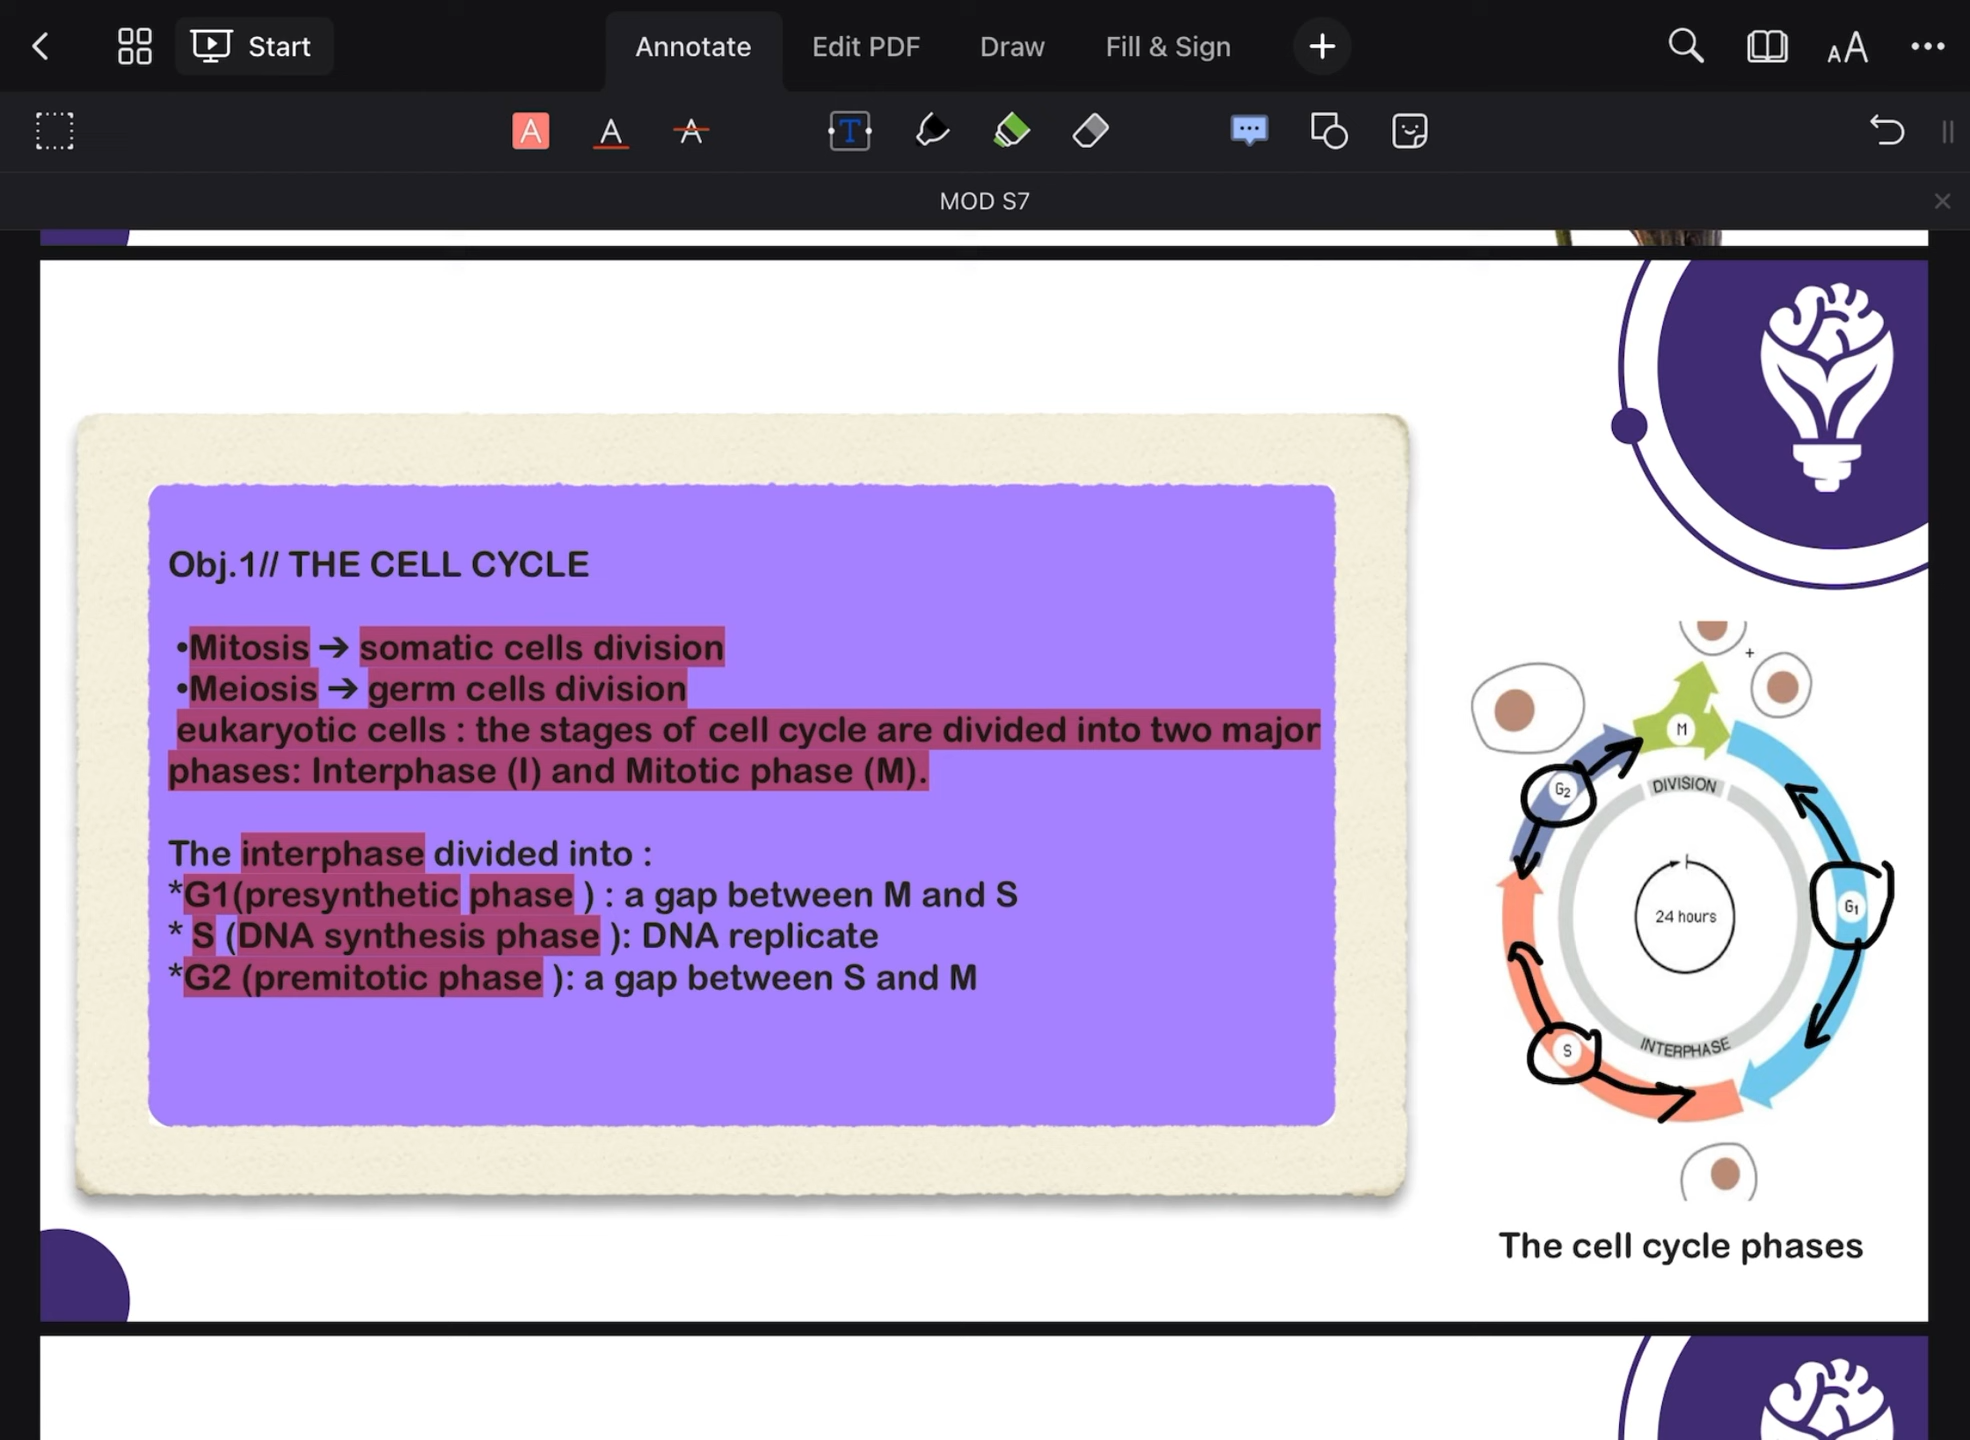 Start
Annotate
Edit PDF
Draw
Fill & Sign
AA
A
A
A
T
MOD S7
Obj.1// THE CELL CYCLE
•Mitosis → somatic cells division
•Meiosis → germ cells division
eukaryotic cells : the stages of cell cycle are divided into two major
phases: Interphase (I) and Mitotic phase (M).
The interphase divided into :
*G1(presynthetic phase ) : a gap between M and S
* S (DNA synthesis phase ): DNA replicate
*G2 (premitotic phase ): a gap between S and M
+
M
G2
DIVISION
G1
24 hours
S
INTERPHASE
The cell cycle phases